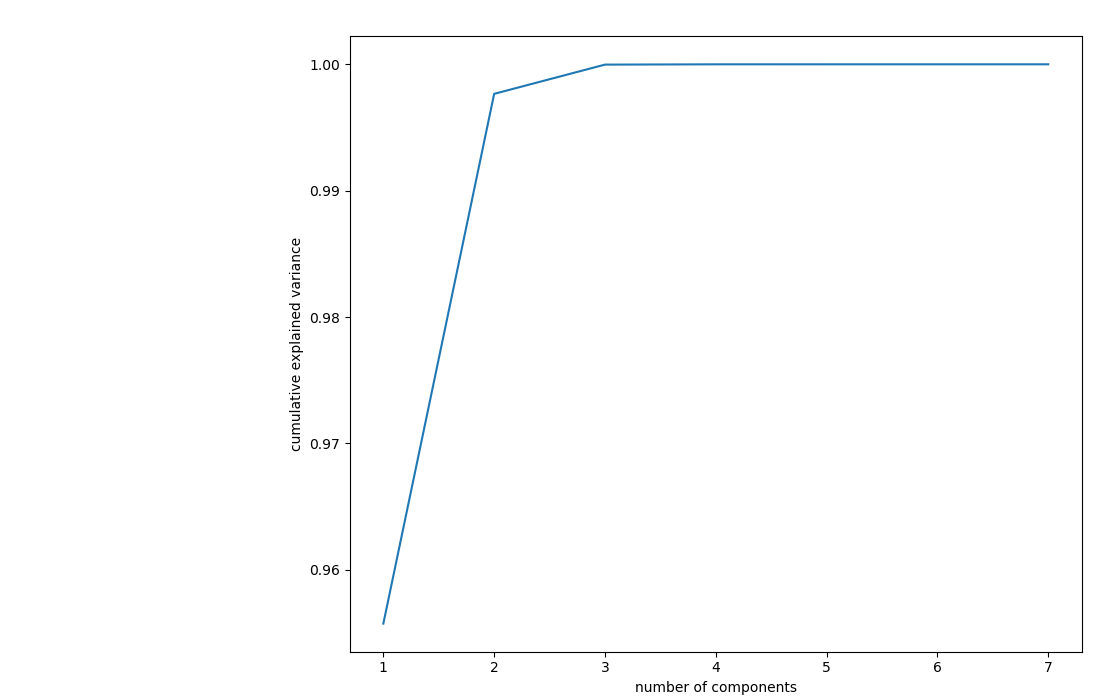 1.00
0.99
0.98
0.97
0.96
cumulative explained variance
1 2 3 4 5 6 7
number of components